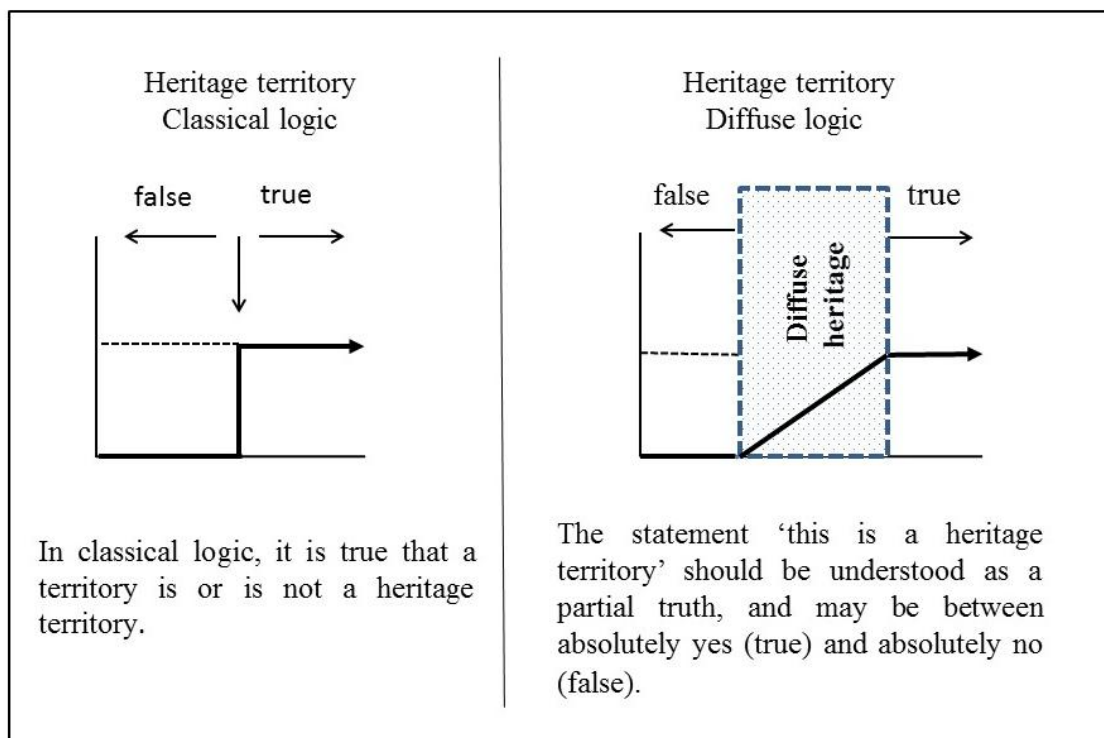 Heritage territory
Classical logic
false
true
In classical logic, it is true that a
territory is or is not a heritage
territory.
Heritage territory
Diffuse logic
false
true
Diffuse
heritage
The statement ‘this is a heritage
territory’ should be understood as a
partial truth, and may be between
absolutely yes (true) and absolutely no
(false).